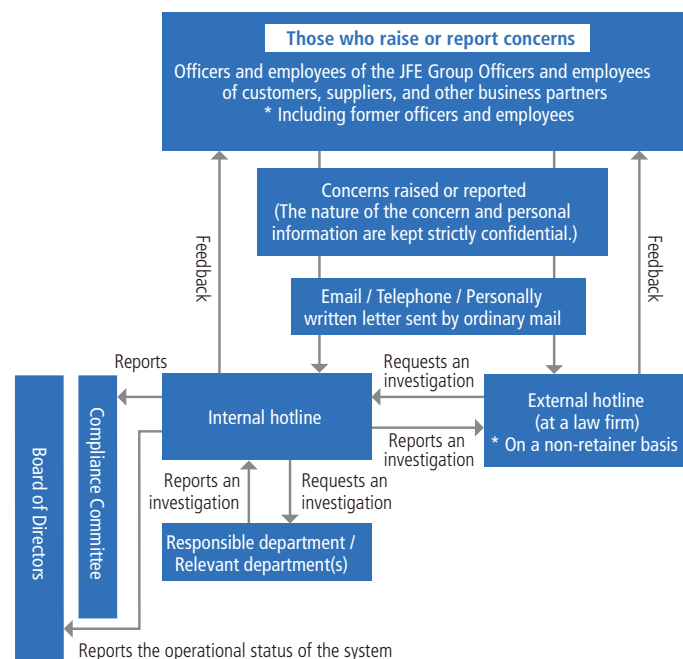 Those who raise or report concerns
Officers and employees of the JFE Group Officers and employees
of customers, suppliers, and other business partners
* Including former officers and employees
Concerns raised or reported
(The nature of the concern and personal
information are kept strictly confidential.)
Feedback
Feedback
Email / Telephone / Personally
written letter sent by ordinary mail
Reports
Requests an
investigation
Internal hotline
External hotline
(at a law firm)
* On a non-retainer basis
Reports an
investigation
Board of Directors
Compliance Committee
Reports an
investigation
Requests an
investigation
Responsible department /
Relevant department(s)
Reports the operational status of the system